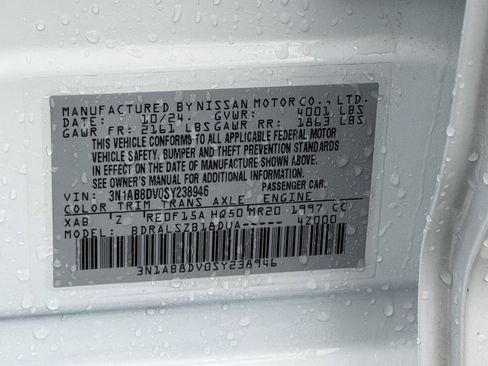 MANUFACTURED BY NISSAN MOTOR CO., LTD.
DATE: 10/24. GVWR: 4001 LBS
GAWR FR: 2161 LBS GAWR RR: 1863 LBS
THIS VEHICLE CONFORMS TO ALL APPLICABLE FEDERAL MOTOR
VEHICLE SAFETY, BUMPER AND THEFT PREVENTION STANDARDS
IN EFFECT ON THE DATE OF MANUFACTURE SHOWN ABOVE.
SEE OWNER'S MANUAL FOR ADDITIONAL INFORMATION
VIN: 3N1AB8DV0SY238946 PASSENGER CAR.
COLOR TRIM TRANS AXLE ENGINE
XAB Z RE0F15A HQ50 MR20 1997 CC
MODEL: BDRALSZB18DUA----- 4Z000
3N1AB8DV0SY238946